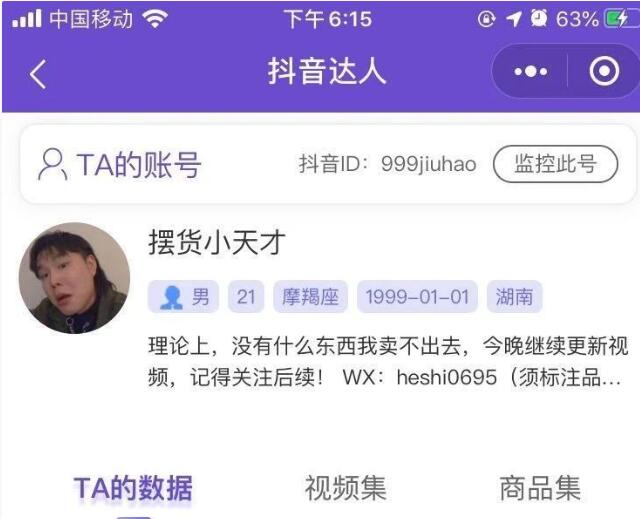 中国移动 下午6:15 63%
抖音达人
TA的账号 抖音ID：999jiuhao 监控此号
摆货小天才
男 21 摩羯座 1999-01-01 湖南
理论上，没有什么东西我卖不出去，今晚继续更新视
频，记得关注后续！ WX：heshi0695（须标注品...
TA的数据 视频集 商品集